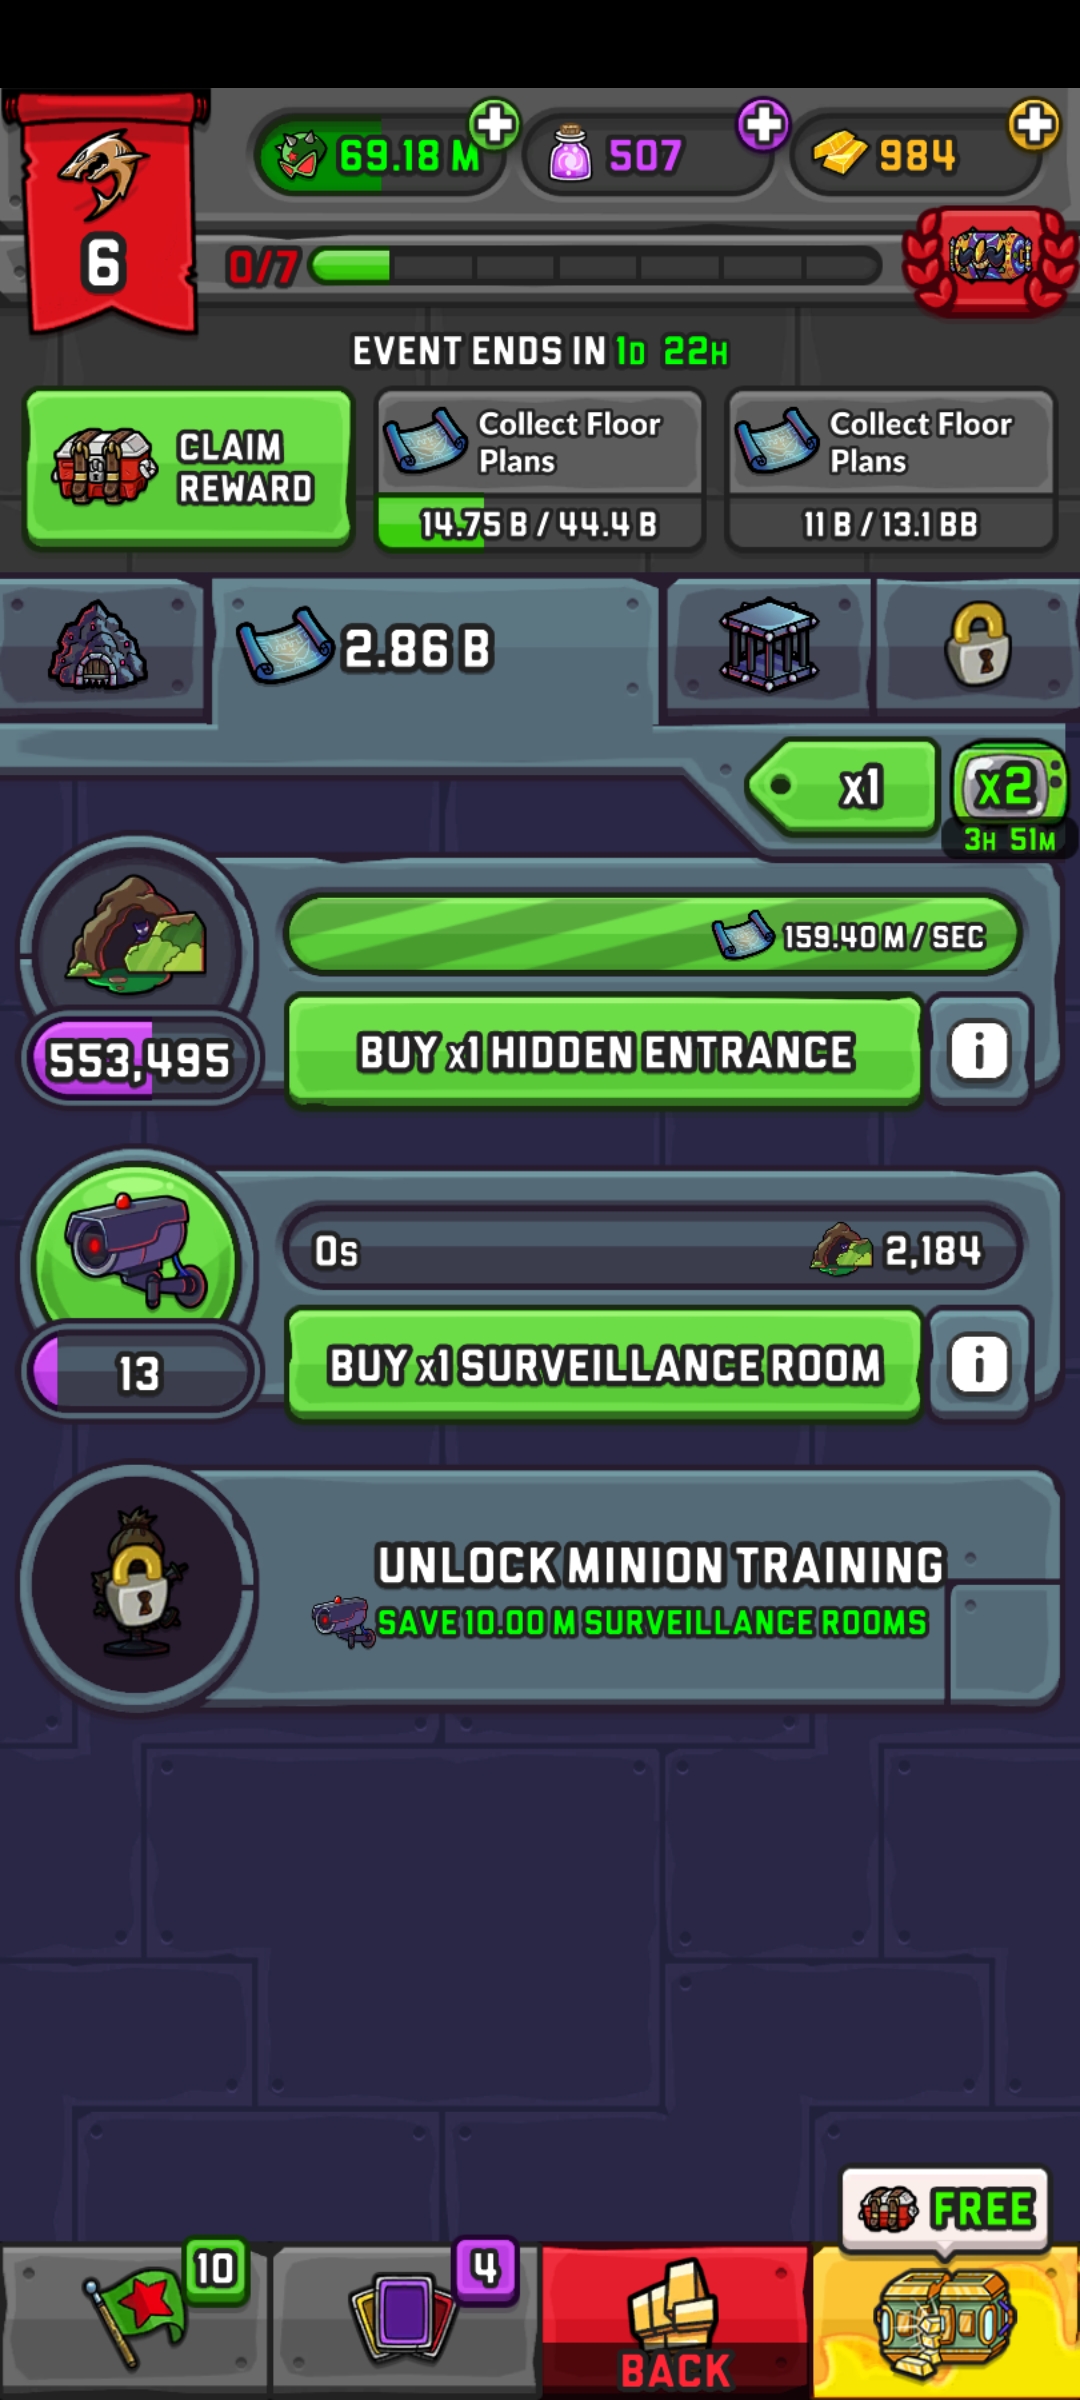 69.18 M
507
984
6
0/7
EVENT ENDS IN 1D 22H
CLAIM
REWARD
Collect Floor
Plans
14.75 B / 44.4 B
Collect Floor
Plans
11 B / 13.1 BB
2.86 B
x1
x2
3H 51M
159.40 M / SEC
553,495
BUY x1 HIDDEN ENTRANCE
i
0s
2,184
13
BUY x1 SURVEILLANCE ROOM
i
UNLOCK MINION TRAINING
SAVE 10.00 M SURVEILLANCE ROOMS
FREE
10
4
BACK